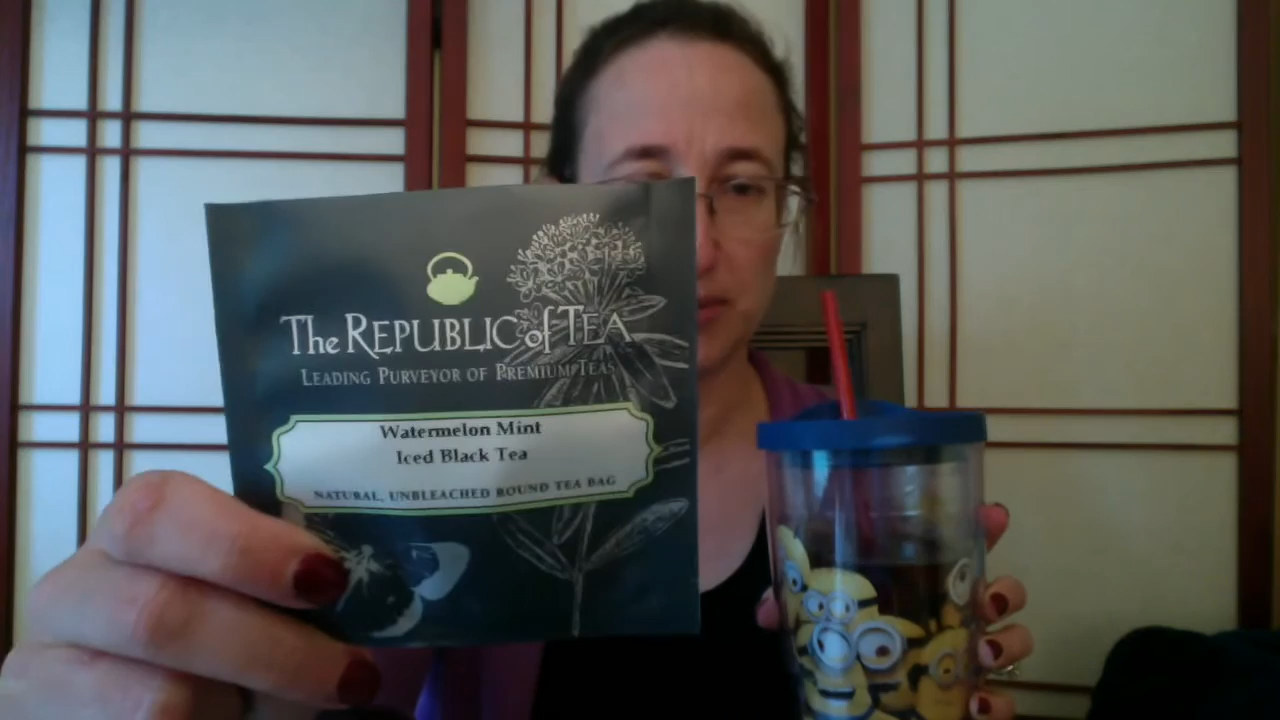 The REPUBLIC of TEA
LEADING PURVEYOR OF PREMIUM TEAS
Watermelon Mint
Iced Black Tea
NATURAL, UNBLEACHED ROUND TEA BAG